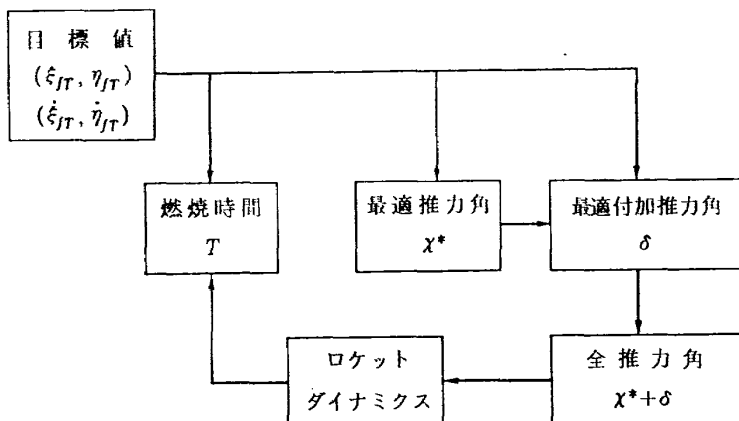 目標値
(ξ_{fT}, η_{fT})
(ξ̇_{fT}, η̇_{fT})
燃焼時間
T
最適推力角
χ*
最適付加推力角
δ
ロケット
ダイナミクス
全推力角
χ*+δ